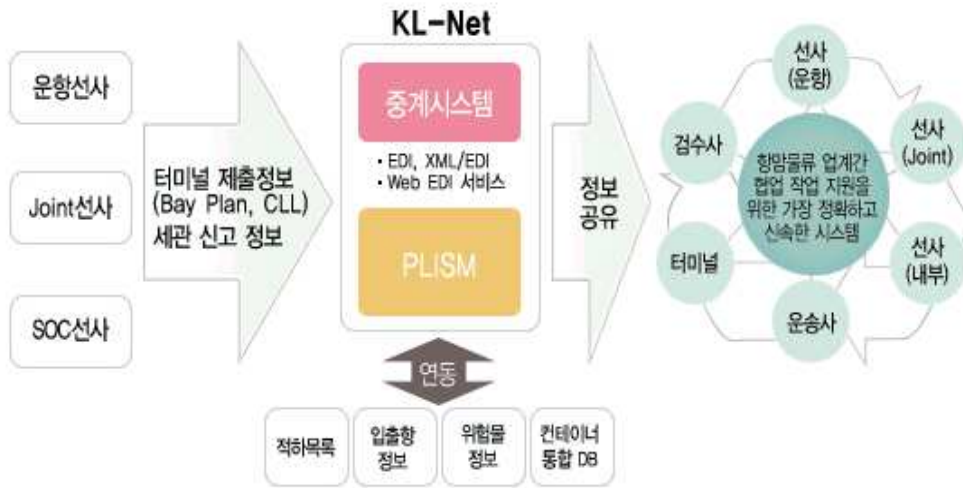 KL-Net
운항선사
Joint선사
SOC선사
터미널 제출정보
(Bay Plan, CLL)
세관 신고 정보
중계시스템
• EDI, XML/EDI
• Web EDI 서비스
PLISM
연동
적하목록
입출항
정보
위험물
정보
컨테이너
통합 DB
정보
공유
선사
(운항)
선사
(Joint)
선사
(내부)
운송사
터미널
검수사
항맘물류 업계간
협업 작업 지원을
위한 가장 정확하고
신속한 시스템